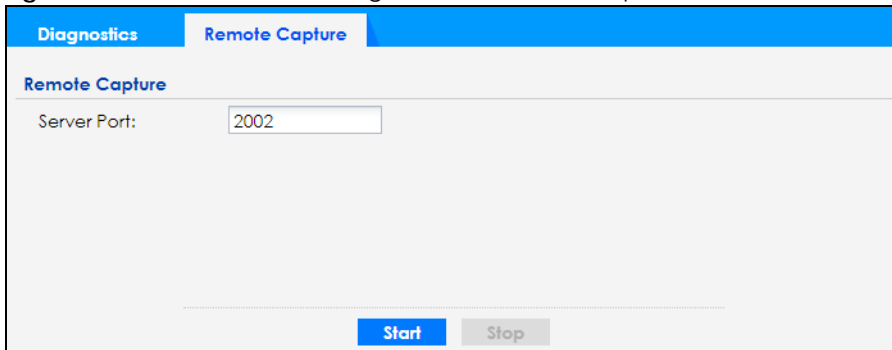 Diagnostics Remote Capture
Remote Capture
Server Port: 2002
Start Stop